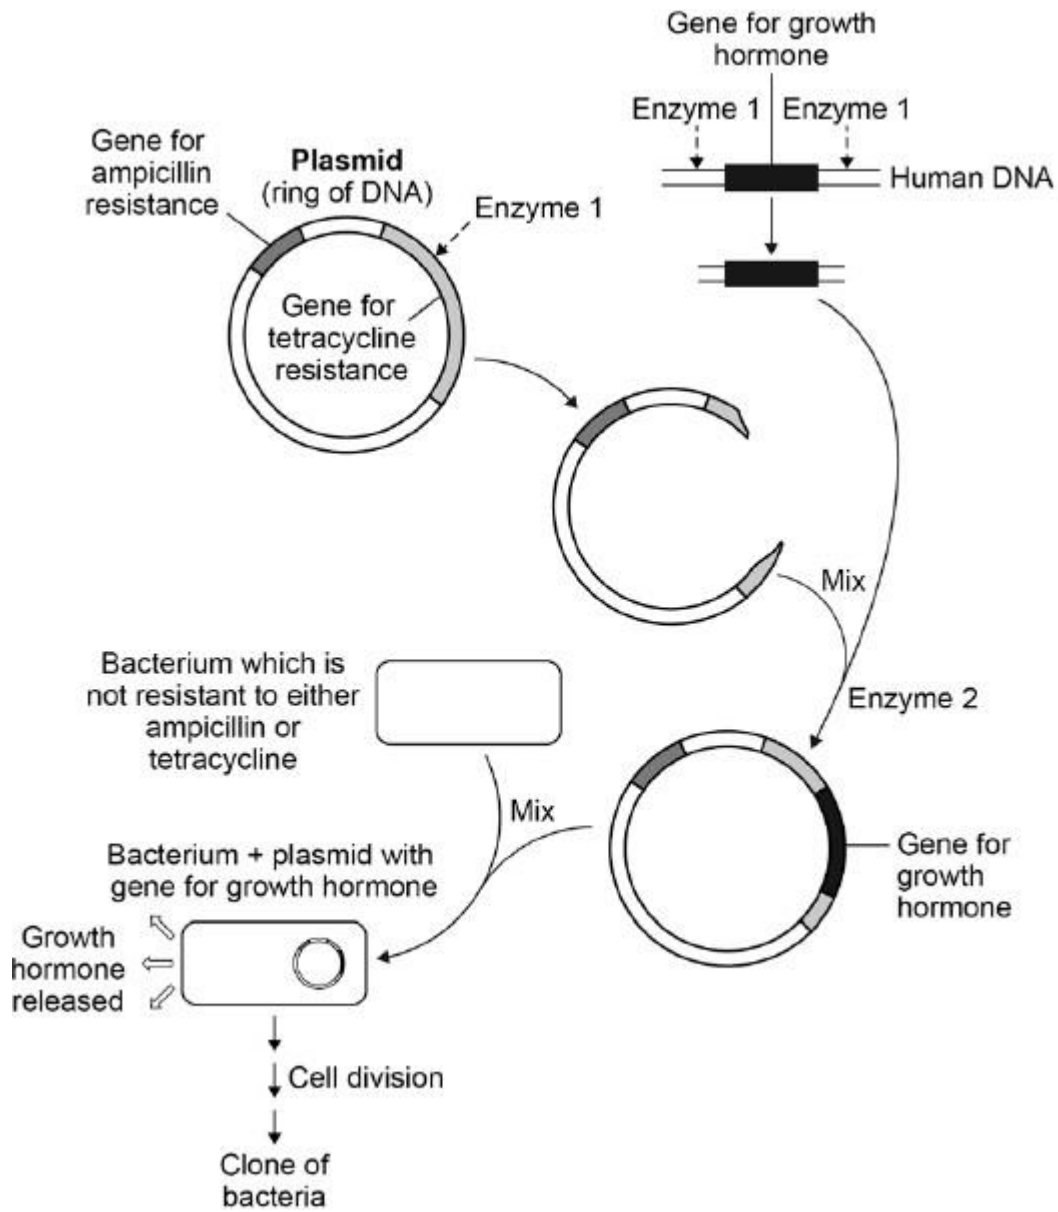 Gene for growth
hormone
Enzyme 1
Enzyme 1
Human DNA
Gene for
ampicillin
resistance
Plasmid
(ring of DNA)
Enzyme 1
Gene for
tetracycline
resistance
Mix
Enzyme 2
Bacterium which is
not resistant to either
ampicillin or
tetracycline
Mix
Gene for
growth
hormone
Bacterium + plasmid with
gene for growth hormone
Growth
hormone
released
Cell division
Clone of
bacteria